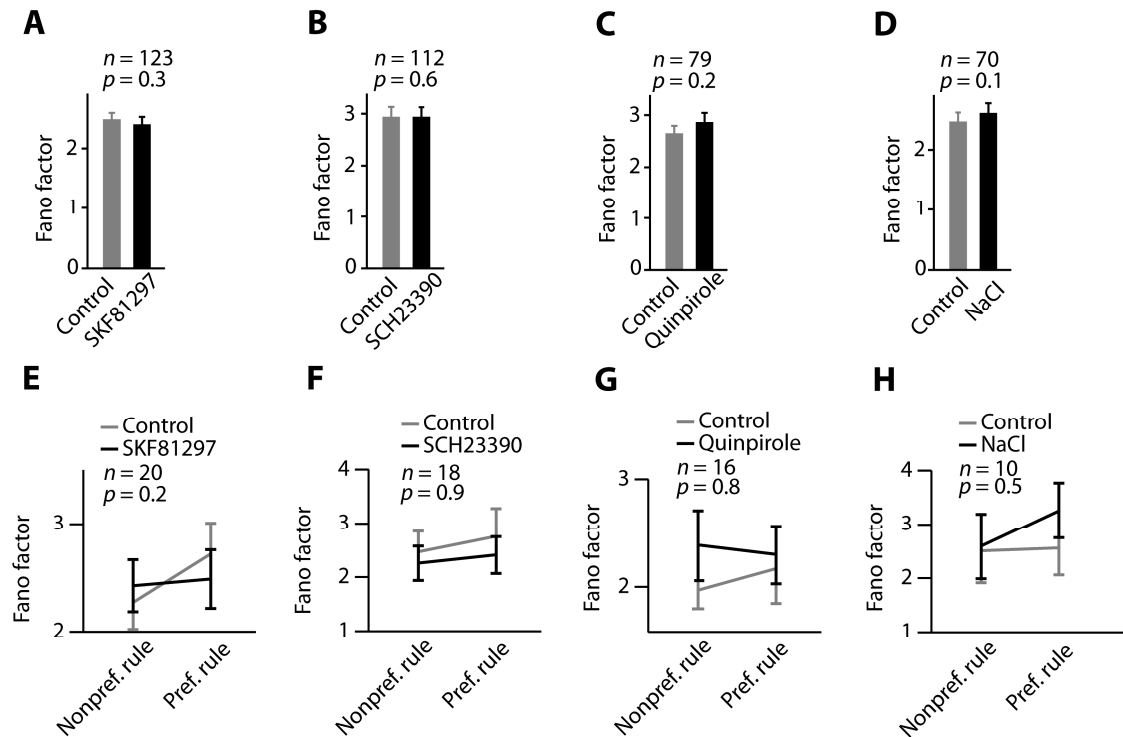 A
n = 123
p = 0.3
Fano factor
2
1
0
Control
SKF81297
B
n = 112
p = 0.6
Fano factor
3
2
1
0
Control
SCH23390
C
n = 79
p = 0.2
Fano factor
3
2
1
0
Control
Quinpirole
D
n = 70
p = 0.1
Fano factor
2
1
0
Control
NaCl
E
Control
SKF81297
n = 20
p = 0.2
Fano factor
3
2
Nonpref. rule
Pref. rule
F
Control
SCH23390
n = 18
p = 0.9
Fano factor
4
3
2
1
Nonpref. rule
Pref. rule
G
Control
Quinpirole
n = 16
p = 0.8
Fano factor
3
2
Nonpref. rule
Pref. rule
H
Control
NaCl
n = 10
p = 0.5
Fano factor
4
3
2
1
Nonpref. rule
Pref. rule